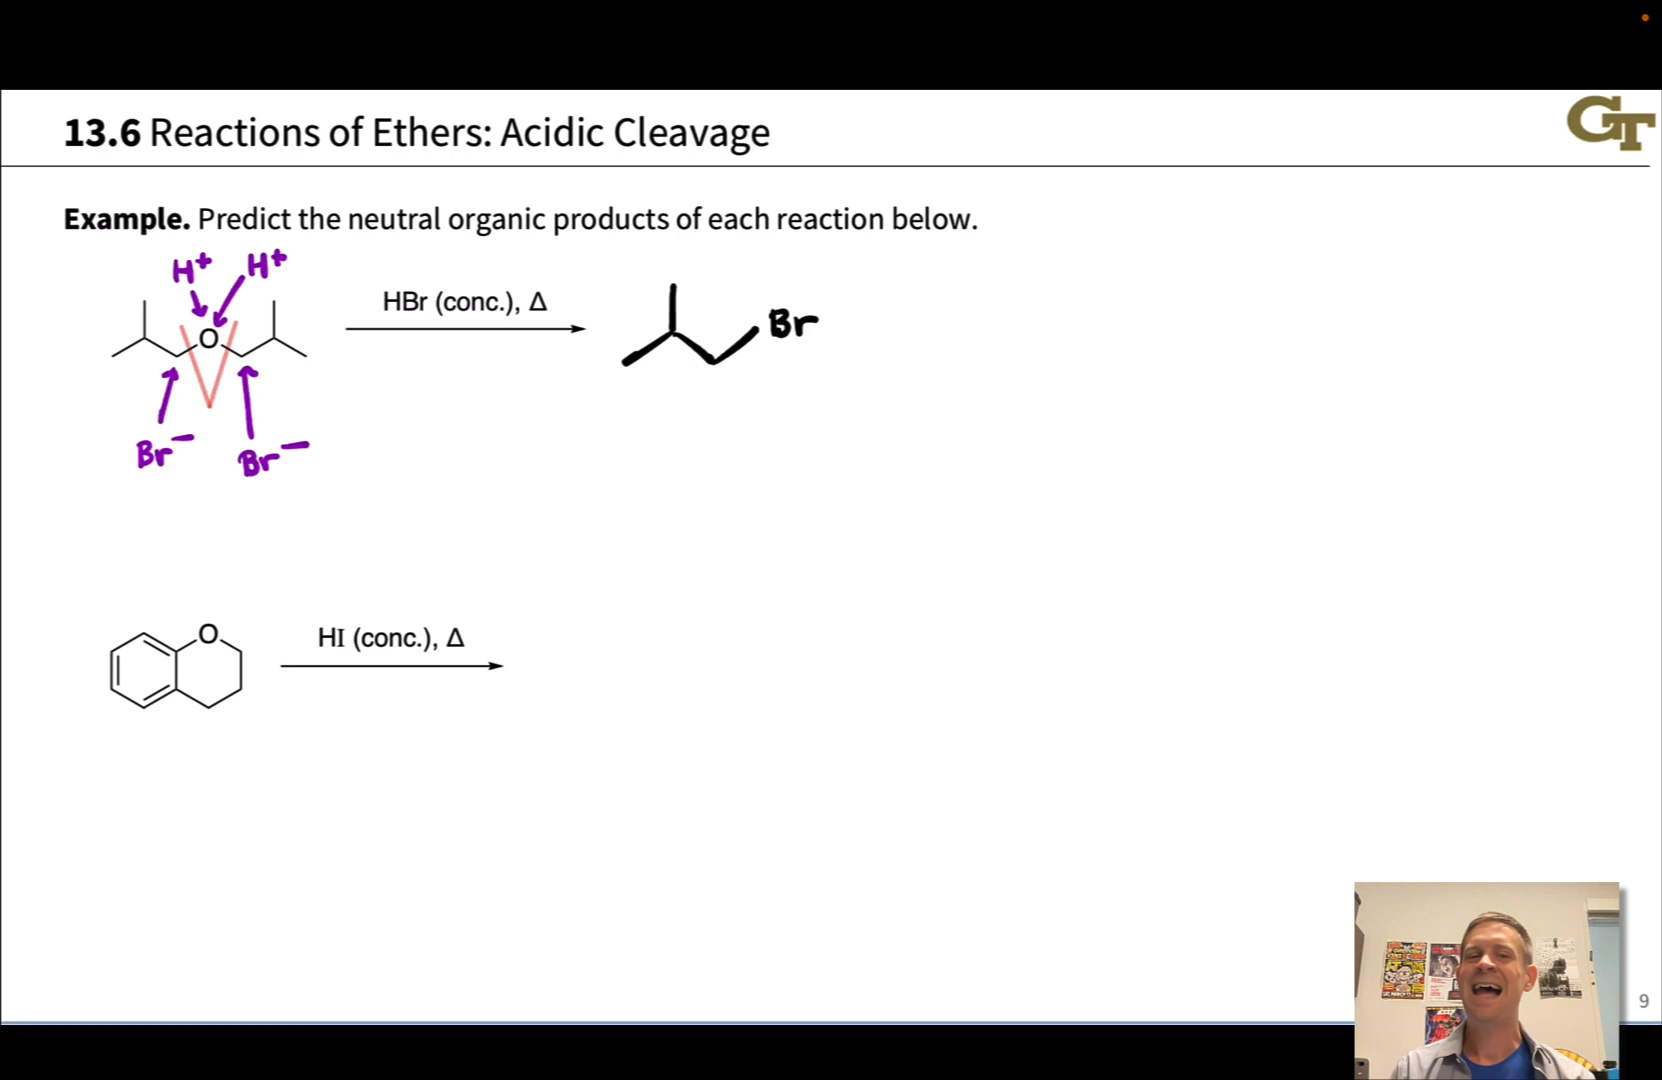 GT
13.6 Reactions of Ethers: Acidic Cleavage
Example. Predict the neutral organic products of each reaction below.
H+ H+
HBr (conc.), Δ
O
Br
Br− Br−
O
HI (conc.), Δ
9